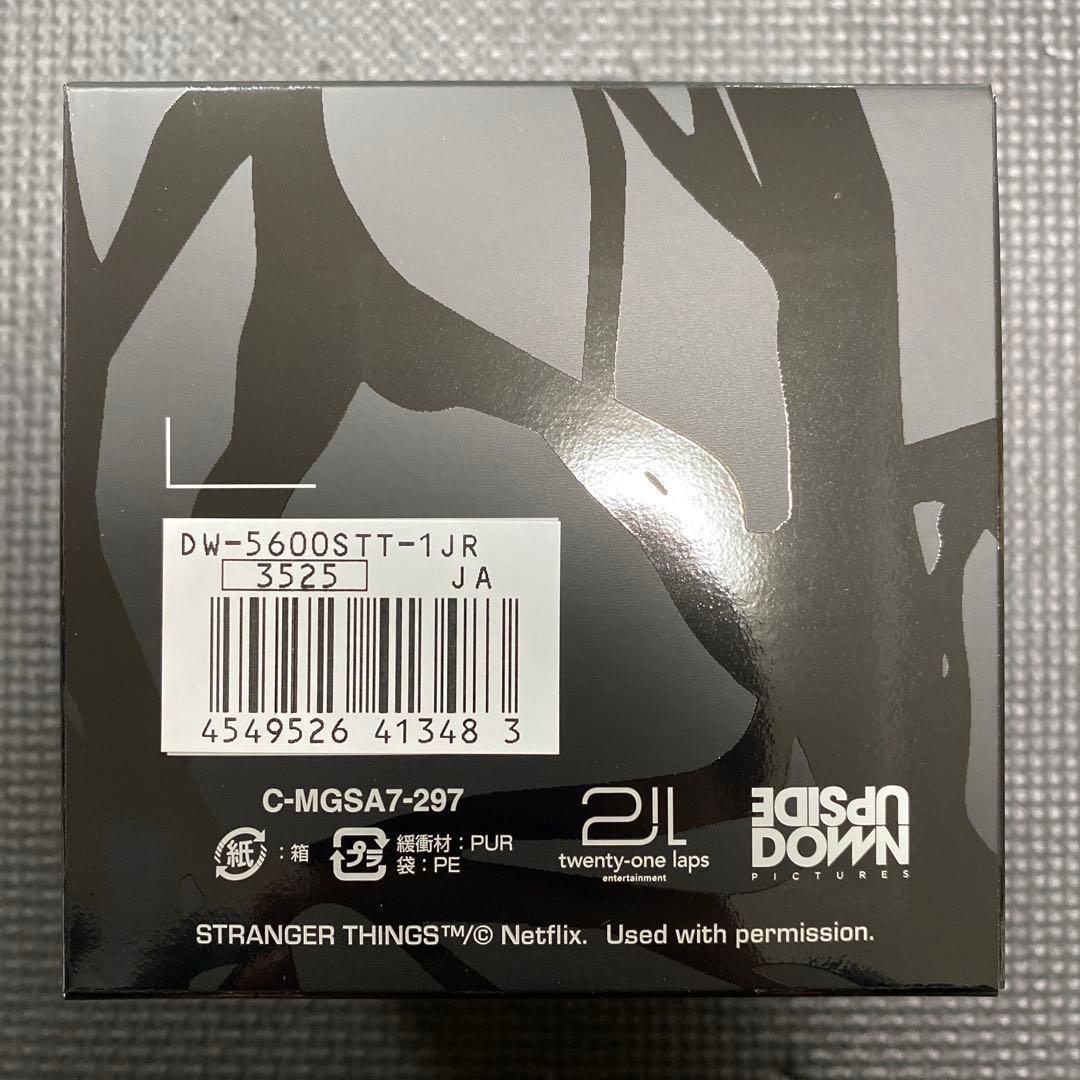 DW-5600STT-1JR
3525 JA
4549526 41348 3
C-MGSA7-297
紙 : 箱
プラ 緩衝材 : PUR
袋 : PE
21L
twenty-one laps
entertainment
UPSIDE
DOWN
PICTURES
STRANGER THINGS™/© Netflix. Used with permission.